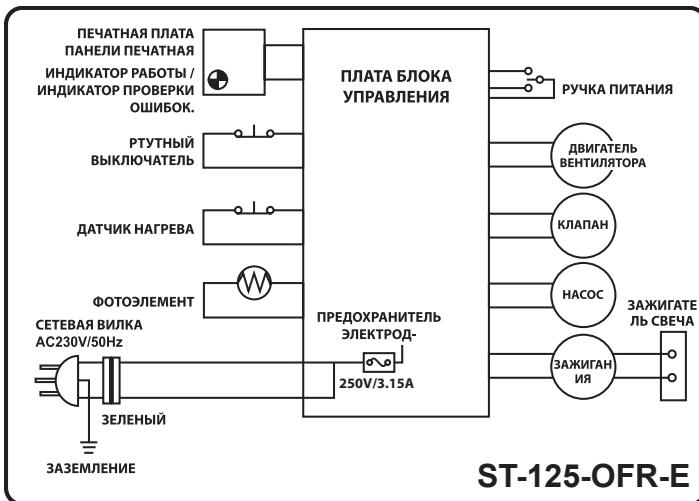 ПЕЧАТНАЯ ПЛАТА
ПАНЕЛИ ПЕЧАТНАЯ
ИНДИКАТОР РАБОТЫ /
ИНДИКАТОР ПРОВЕРКИ
ОШИБОК.
РТУТНЫЙ
ВЫКЛЮЧАТЕЛЬ
ДАТЧИК НАГРЕВА
ФОТОЭЛЕМЕНТ
СЕТЕВАЯ ВИЛКА
AC230V/50Hz
ЗЕЛЕНЫЙ
ЗАЗЕМЛЕНИЕ
ПЛАТА БЛОКА
УПРАВЛЕНИЯ
ПРЕДОХРАНИТЕЛЬ
ЭЛЕКТРОД-
250V/3.15A
РУЧКА ПИТАНИЯ
ДВИГАТЕЛЬ
ВЕНТИЛЯТОРА
КЛАПАН
НАСОС
ЗАЖИГАТЕ
ЛЬ СВЕЧА
ЗАЖИГАН
ИЯ
ST-125-OFR-E